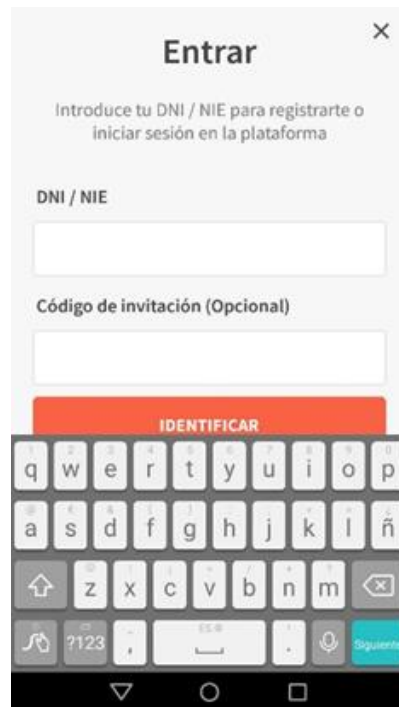 Entrar
Introduce tu DNI / NIE para registrarte o
iniciar sesión en la plataforma
DNI / NIE
Código de invitación (Opcional)
IDENTIFICAR
q w e r t y u i o p
a s d f g h j k l ñ
z x c v b n m
?123 , . Siguiente